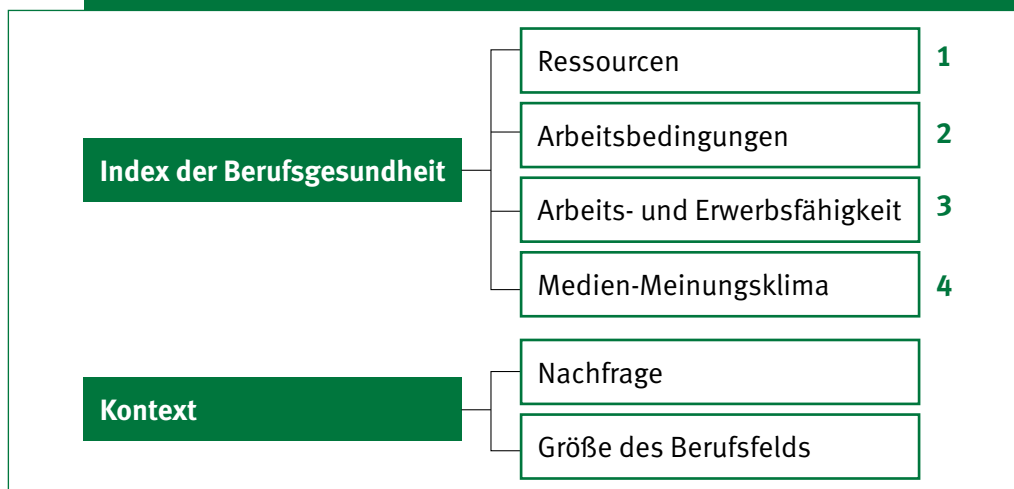 Index der Berufsgesundheit
Ressourcen 1
Arbeitsbedingungen 2
Arbeits- und Erwerbsfähigkeit 3
Medien-Meinungsklima 4
Kontext
Nachfrage
Größe des Berufsfelds